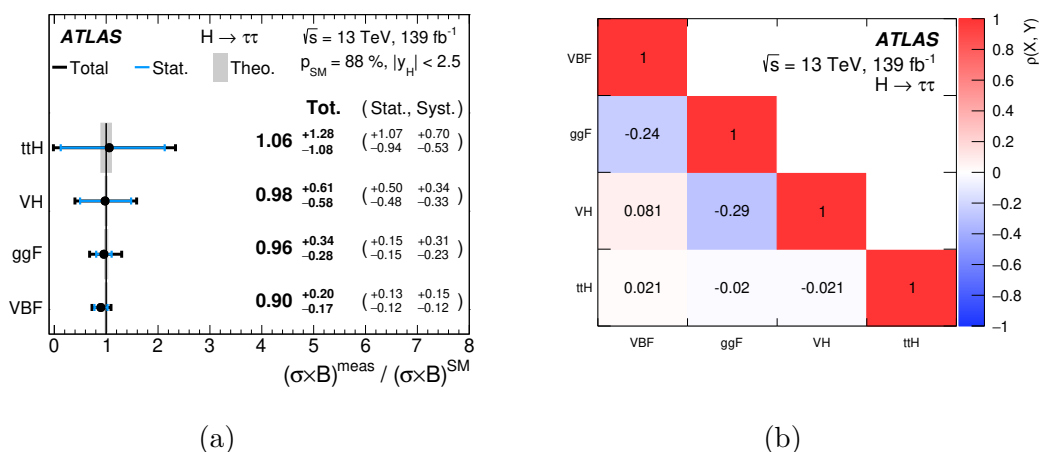 ATLAS H → ττ √s = 13 TeV, 139 fb⁻¹
Total Stat. Theo. p_SM = 88 %, |y_H| < 2.5
Tot. ( Stat., Syst.)
ttH 1.06 +1.28 −1.08 ( +1.07 −0.94 , +0.70 −0.53 )
VH 0.98 +0.61 −0.58 ( +0.50 −0.48 , +0.34 −0.33 )
ggF 0.96 +0.34 −0.28 ( +0.15 −0.15 , +0.31 −0.23 )
VBF 0.90 +0.20 −0.17 ( +0.13 −0.12 , +0.15 −0.12 )
0 1 2 3 4 5 6 7 8
(σ×B)^meas / (σ×B)^SM
(a)
ATLAS
√s = 13 TeV, 139 fb⁻¹
H → ττ
VBF 1
ggF -0.24 1
VH 0.081 -0.29 1
ttH 0.021 -0.02 -0.021 1
VBF ggF VH ttH
1
0.8
0.6
0.4
0.2
0
−0.2
−0.4
−0.6
−0.8
−1
ρ(X, Y)
(b)